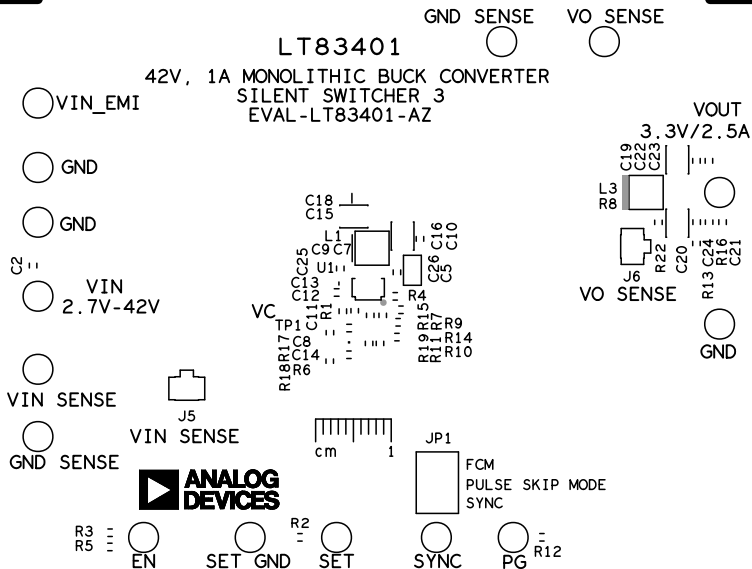 GND SENSE
VO SENSE
LT83401
42V, 1A MONOLITHIC BUCK CONVERTER
SILENT SWITCHER 3
EVAL-LT83401-AZ
VIN_EMI
VOUT
3.3V/2.5A
GND
C19
C22
C23
L3
R8
C18
C15
GND
L1
C9
C7
C16
C10
C25
U1
C26
C5
C2
C13
C12
R4
VIN
2.7V-42V
J6
VO SENSE
R22
C20
C24
R13
R16
C21
VC
TP1
C11
R1
R15
R7
R9
R14
R10
R17
C8
C14
R18
R6
R19
R11
GND
VIN SENSE
J5
VIN SENSE
GND SENSE
cm
1
JP1
FCM
PULSE SKIP MODE
SYNC
ANALOG
DEVICES
R3
R5
R2
R12
EN
SET GND
SET
SYNC
PG